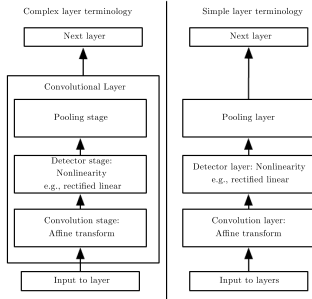 Complex layer terminology
Next layer
Convolutional Layer
Pooling stage
Detector stage:
Nonlinearity
e.g., rectified linear
Convolution stage:
Affine transform
Input to layer
Simple layer terminology
Next layer
Pooling layer
Detector layer: Nonlinearity
e.g., rectified linear
Convolution layer:
Affine transform
Input to layers